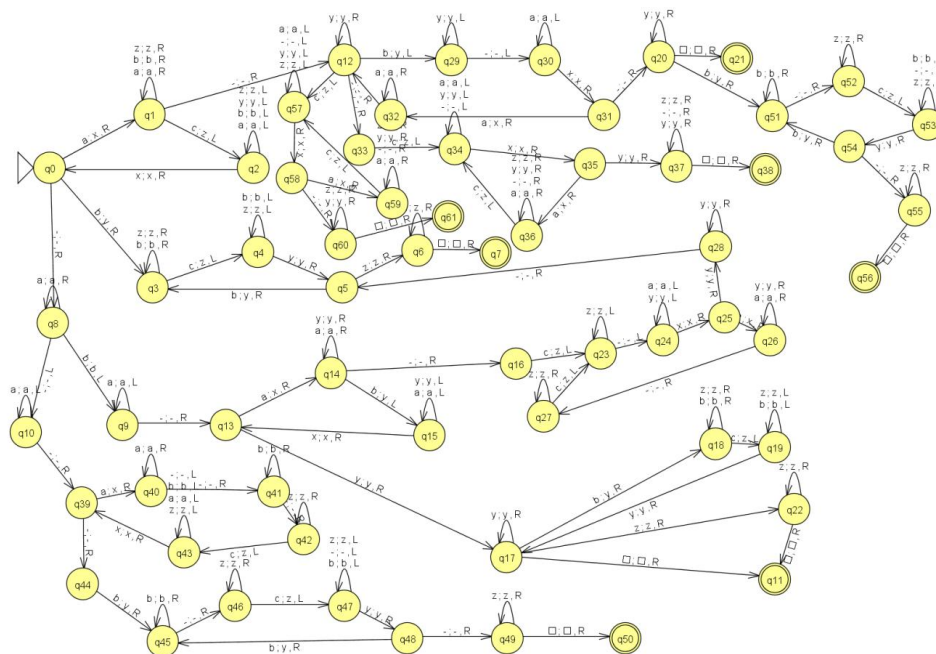 z; z, R
b; b, R
a; a, R
q1
a; x, R
-; -, R
c; z, L
z; z, L
y; y, L
b; b, L
a; a, L
q2
x; x, R
q0
a; a, L
-; -, L
y; y, L
z; z, L
q57
y; y, R
q12
b; y, L
y; y, L
q29
-; -, L
a; a, L
q30
x; x, R
c; z, L
a; a, R
q32
-; -, R
a; x, R
q31
-; -, R
y; y, R
q20
□; □, R
q21
b; y, R
b; b, R
q51
-; -, R
z; z, R
q52
c; z, L
q53
y; y, R
q54
b; y, R
-; -, R
z; z, R
q55
□; □, R
q56
q33
c; z, L
a; a, L
y; y, L
-; -, L
q34
x; x, R
q35
y; y, R
z; z, R
-; -, R
y; y, R
q37
□; □, R
q38
a; x, R
z; z, R
y; y, R
-; -, R
a; a, R
q36
c; z, L
x; x, R
q58
a; x, R
c; z, L
a; a, R
q59
-; -, R
y; y, R
q60
□; □, R
q61
b; y, R
z; z, R
b; b, R
q3
c; z, L
b; b, L
z; z, L
q4
y; y, R
q5
b; y, R
z; z, R
z; z, R
q6
□; □, R
q7
-; -, R
y; y, R
q28
y; y, R
-; -, R
a; a, R
q8
b; b, L
a; a, L
q9
-; -, R
q13
a; x, R
y; y, R
a; a, R
q14
b; y, L
y; y, L
a; a, L
q15
x; x, R
-; -, R
q16
c; z, L
z; z, L
q23
-; -, L
a; a, L
y; y, L
q24
x; x, R
q25
y; y, R
a; a, R
q26
-; -, R
z; z, R
q27
c; z, L
a; a, L
q10
-; -, R
q39
a; x, R
a; a, R
q40
-; -, R
b; b, R
q41
z; z, R
q42
c; z, L
-; -, L
b; b, L
a; a, L
z; z, L
q43
x; x, R
-; -, R
q44
b; y, R
b; b, R
q45
-; -, R
z; z, R
q46
c; z, L
z; z, L
-; -, L
b; b, L
q47
y; y, R
q48
b; y, R
-; -, R
z; z, R
q49
□; □, R
q50
y; y, R
y; y, R
q17
b; y, R
z; z, R
b; b, R
q18
c; z, L
z; z, L
b; b, L
q19
y; y, R
z; z, R
z; z, R
q22
□; □, R
□; □, R
q11